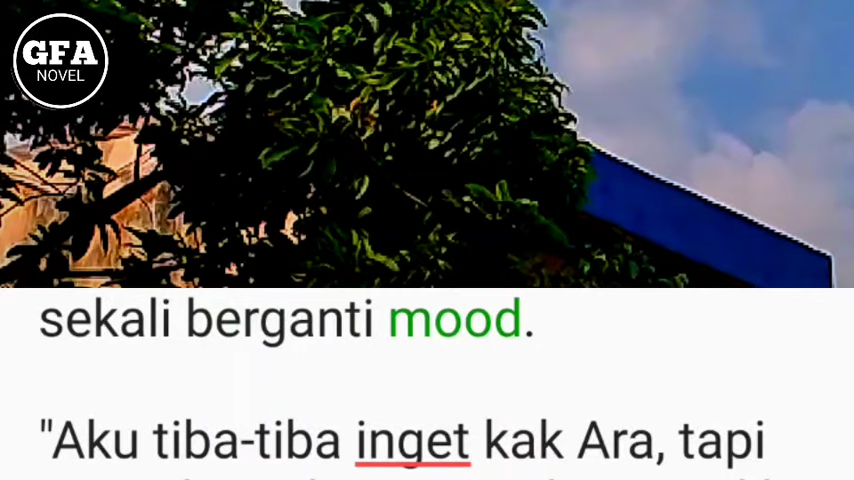 GFA
NOVEL
sekali berganti mood.
"Aku tiba-tiba inget kak Ara, tapi